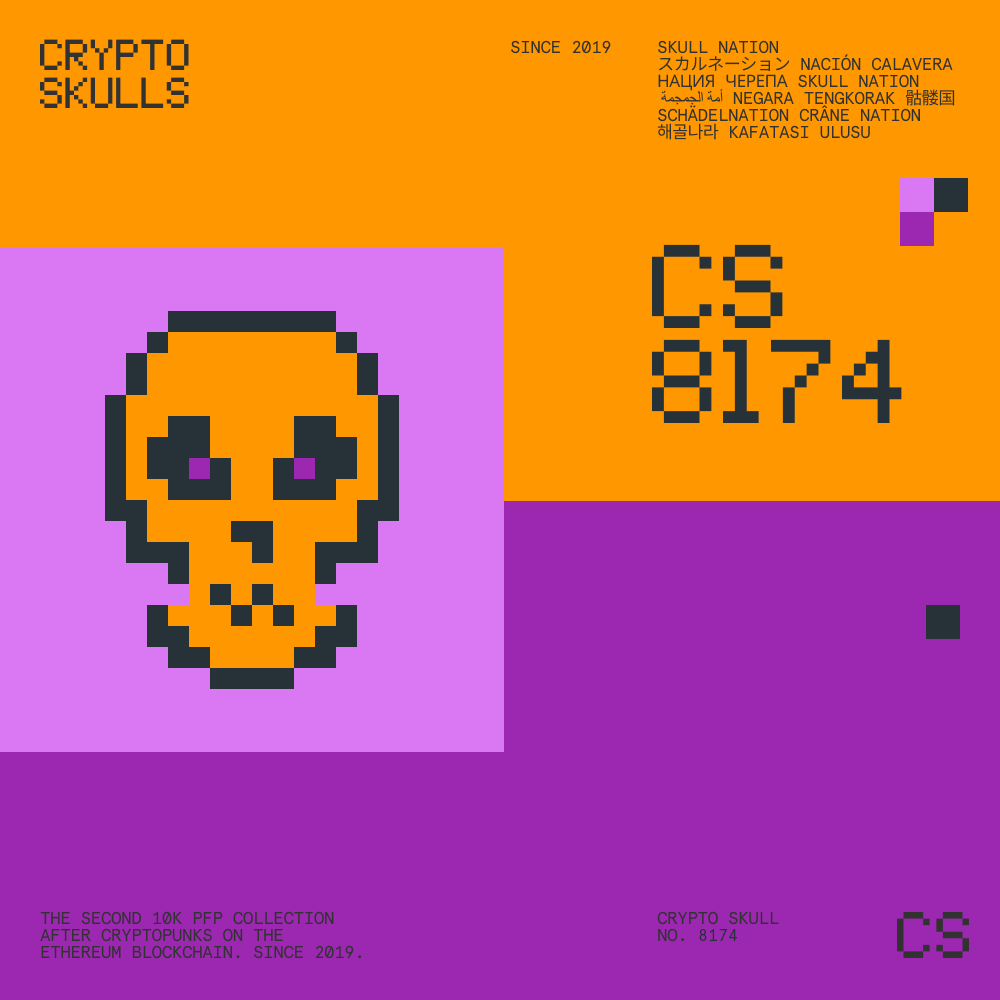 CRYPTO
SKULLS
SINCE 2019
SKULL NATION
スカルネーション NACIÓN CALAVERA
НАЦИЯ ЧЕРЕПА SKULL NATION
أمة الجمجمة NEGARA TENGKORAK 骷髅国
SCHÄDELNATION CRÂNE NATION
해골나라 KAFATASI ULUSU
CS
8174
THE SECOND 10K PFP COLLECTION
AFTER CRYPTOPUNKS ON THE
ETHEREUM BLOCKCHAIN. SINCE 2019.
CRYPTO SKULL
NO. 8174
CS